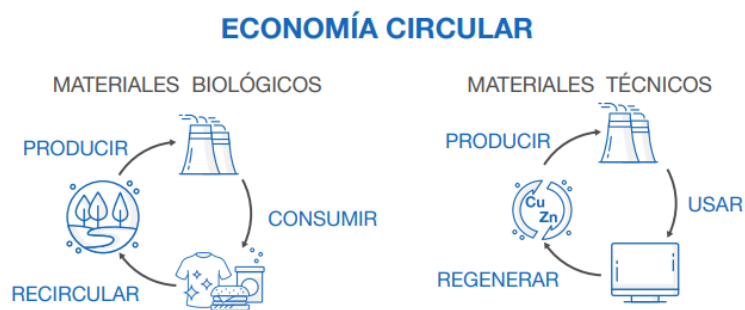 ECONOMÍA CIRCULAR
MATERIALES BIOLÓGICOS
PRODUCIR
CONSUMIR
RECIRCULAR
MATERIALES TÉCNICOS
PRODUCIR
Cu
Zn
USAR
REGENERAR